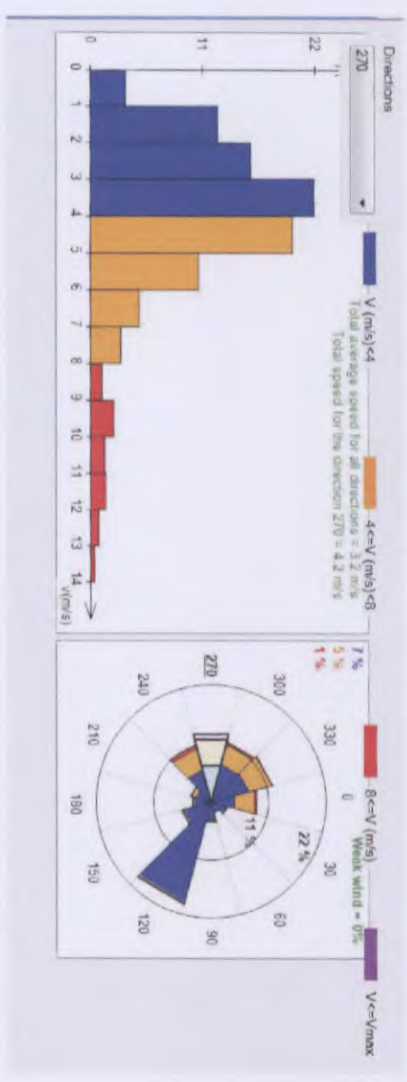 Directions
270
V (m/s)<4
4<=V (m/s)<8
8<=V (m/s)
V<=Vmax
Total average speed for all directions = 3.2 m/s
Total speed for the direction 270 = 4.2 m/s
Weak wind = 0%
22
11
0
0 1 2 3 4 5 6 7 8 9 10 11 12 13 14
V(m/s)
7 %
5 %
1 %
0
30
60
90
120
150
180
210
240
270
300
330
11 %
22 %